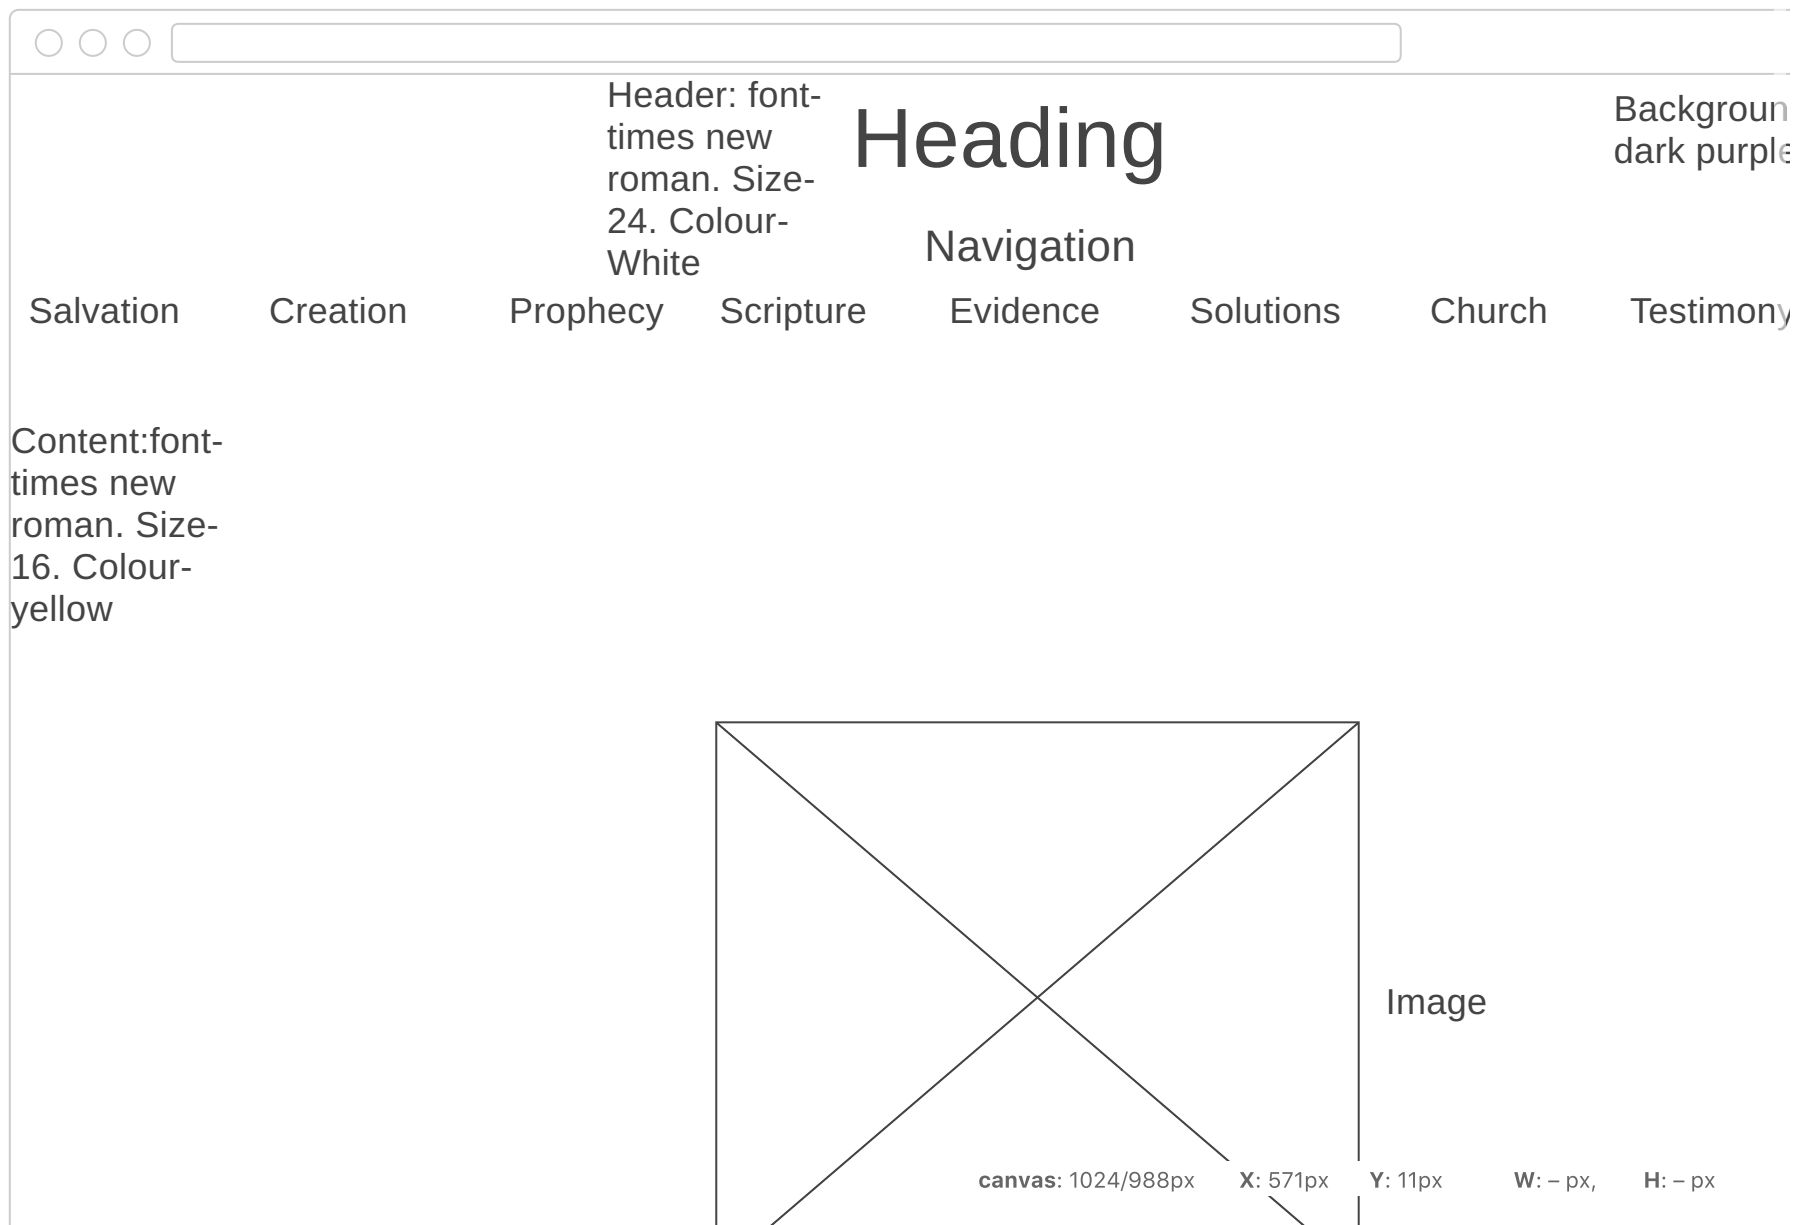 Header: font-
times new
roman. Size-
24. Colour-
White
Heading
Backgroun
dark purple
Navigation
Salvation Creation Prophecy Scripture Evidence Solutions Church Testimony
Content:font-
times new
roman. Size-
16. Colour-
yellow
Image
canvas: 1024/988px X: 571px Y: 11px W: – px, H: – px